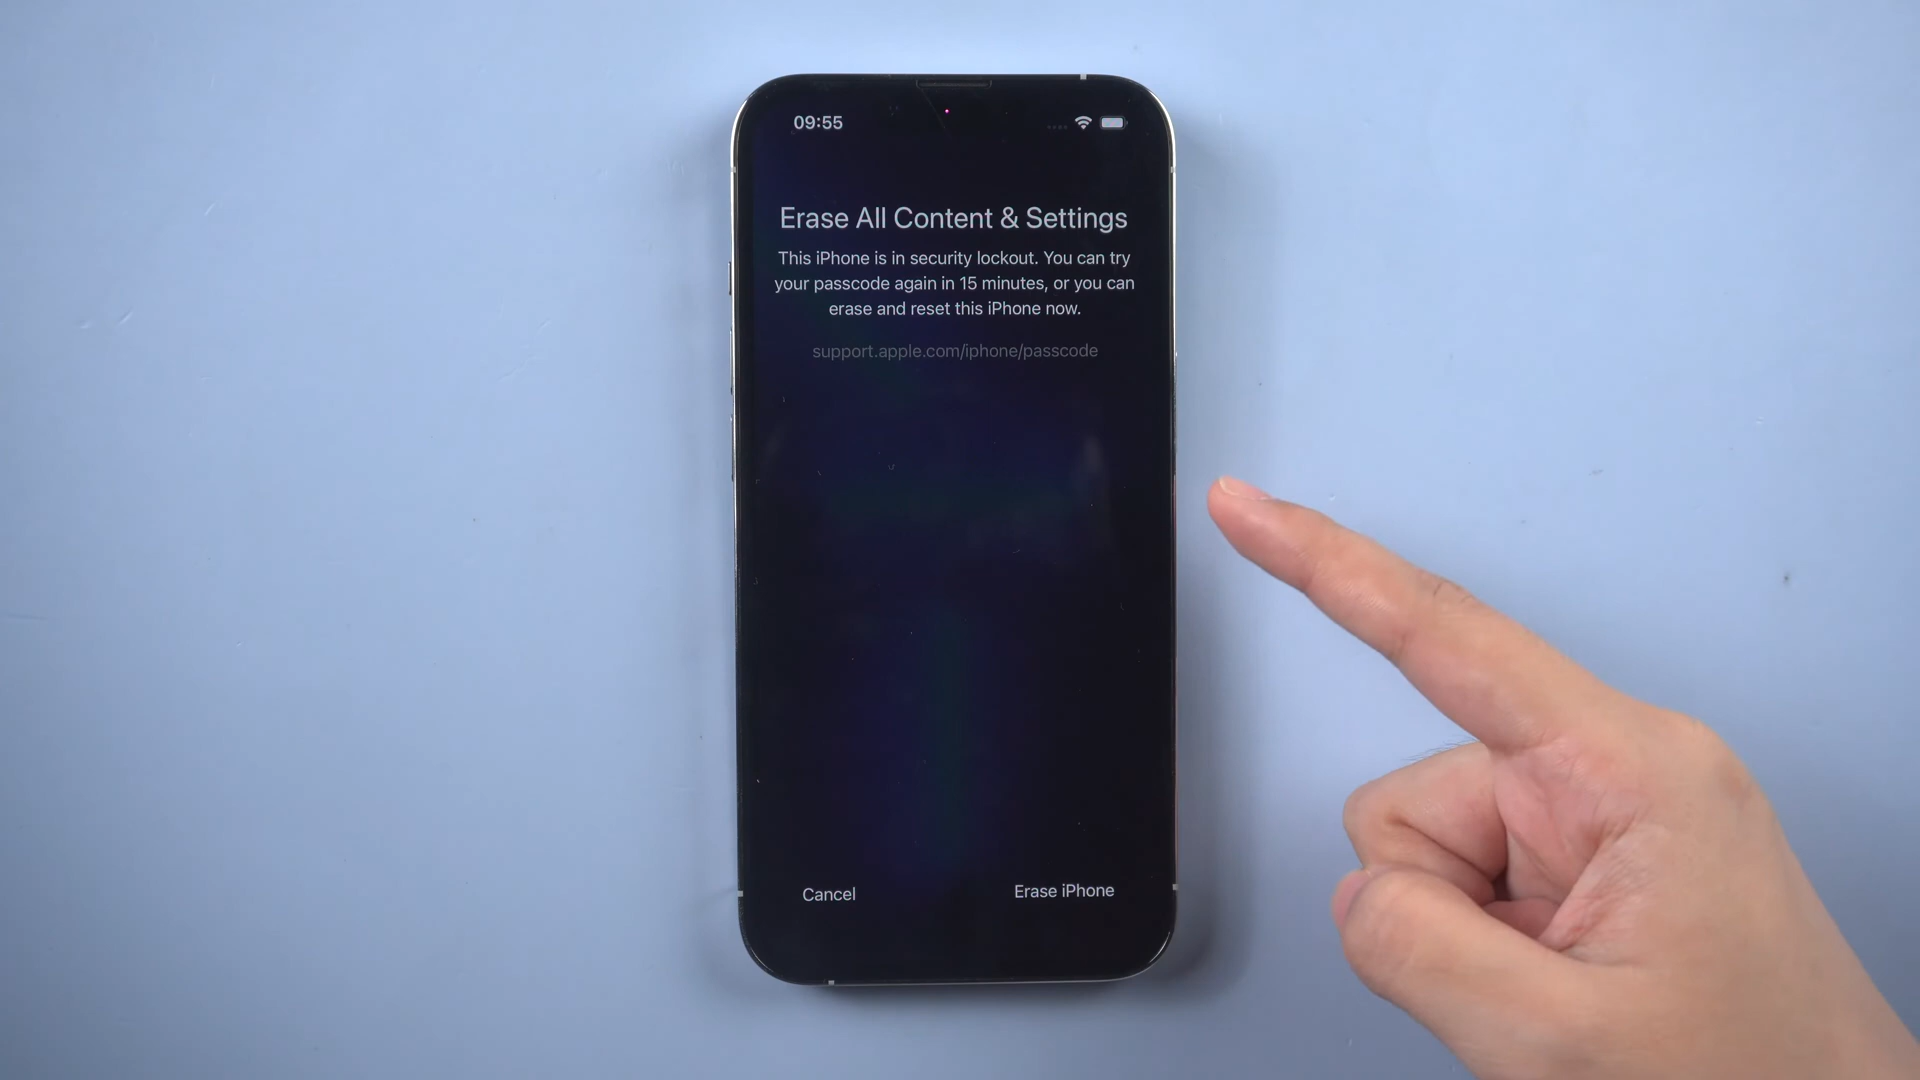 09:55
Erase All Content & Settings
This iPhone is in security lockout. You can try
your passcode again in 15 minutes, or you can
erase and reset this iPhone now.
support.apple.com/iphone/passcode
Cancel
Erase iPhone